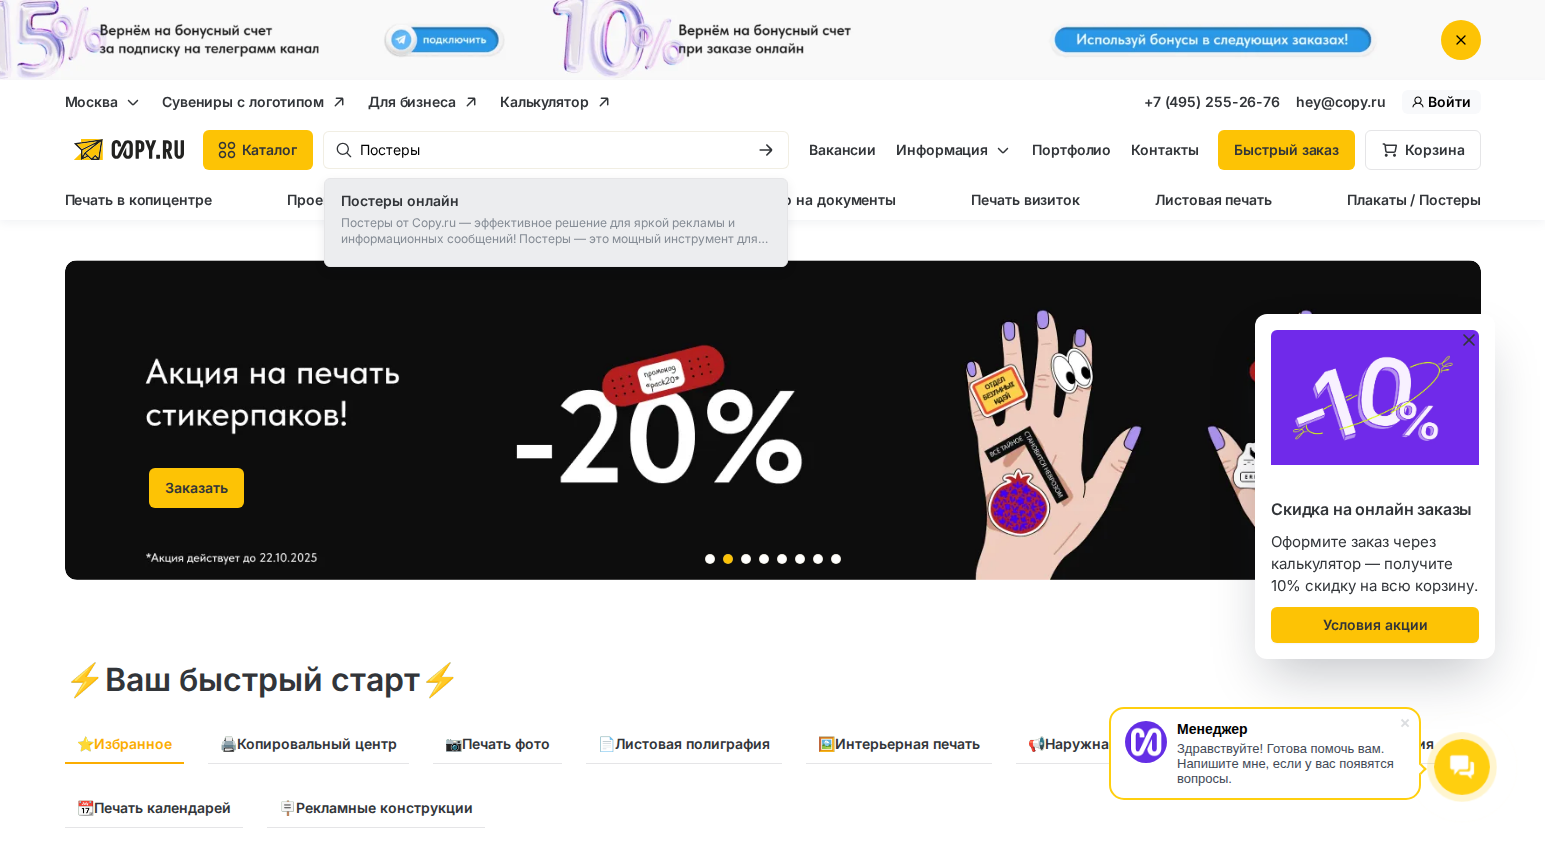 15%
Вернём на бонусный счет
за подписку на телеграмм канал
подключить
10%
Вернём на бонусный счет
при заказе онлайн
Используй бонусы в следующих заказах!
Москва
Сувениры с логотипом
Для бизнеса
Калькулятор
+7 (495) 255-26-76
hey@copy.ru
Войти
COPY.RU
Каталог
Постеры
Вакансии
Информация
Портфолио
Контакты
Быстрый заказ
Корзина
Печать в копицентре
Прое
на документы
Печать визиток
Листовая печать
Плакаты / Постеры
Постеры онлайн
Постеры от Copy.ru — эффективное решение для яркой рекламы и
информационных сообщений! Постеры — это мощный инструмент для...
Акция на печать
стикерпаков!
промокод
«pack20»
-20%
ОТДЕЛ
БЕЗУМНЫХ
ИДЕЙ
ВСЕ ТАЙНОЕ
СТАНОВИТСЯ НЕВРОЗОМ
Заказать
*Акция действует до 22.10.2025
-10%
Скидка на онлайн заказы
Оформите заказ через
калькулятор — получите
10% скидку на всю корзину.
Условия акции
⚡Ваш быстрый старт⚡
⭐Избранное
🖨️Копировальный центр
📷Печать фото
📄Листовая полиграфия
🖼️Интерьерная печать
📢Наружна
ия
📆Печать календарей
🪧Рекламные конструкции
Менеджер
Здравствуйте! Готова помочь вам.
Напишите мне, если у вас появятся
вопросы.